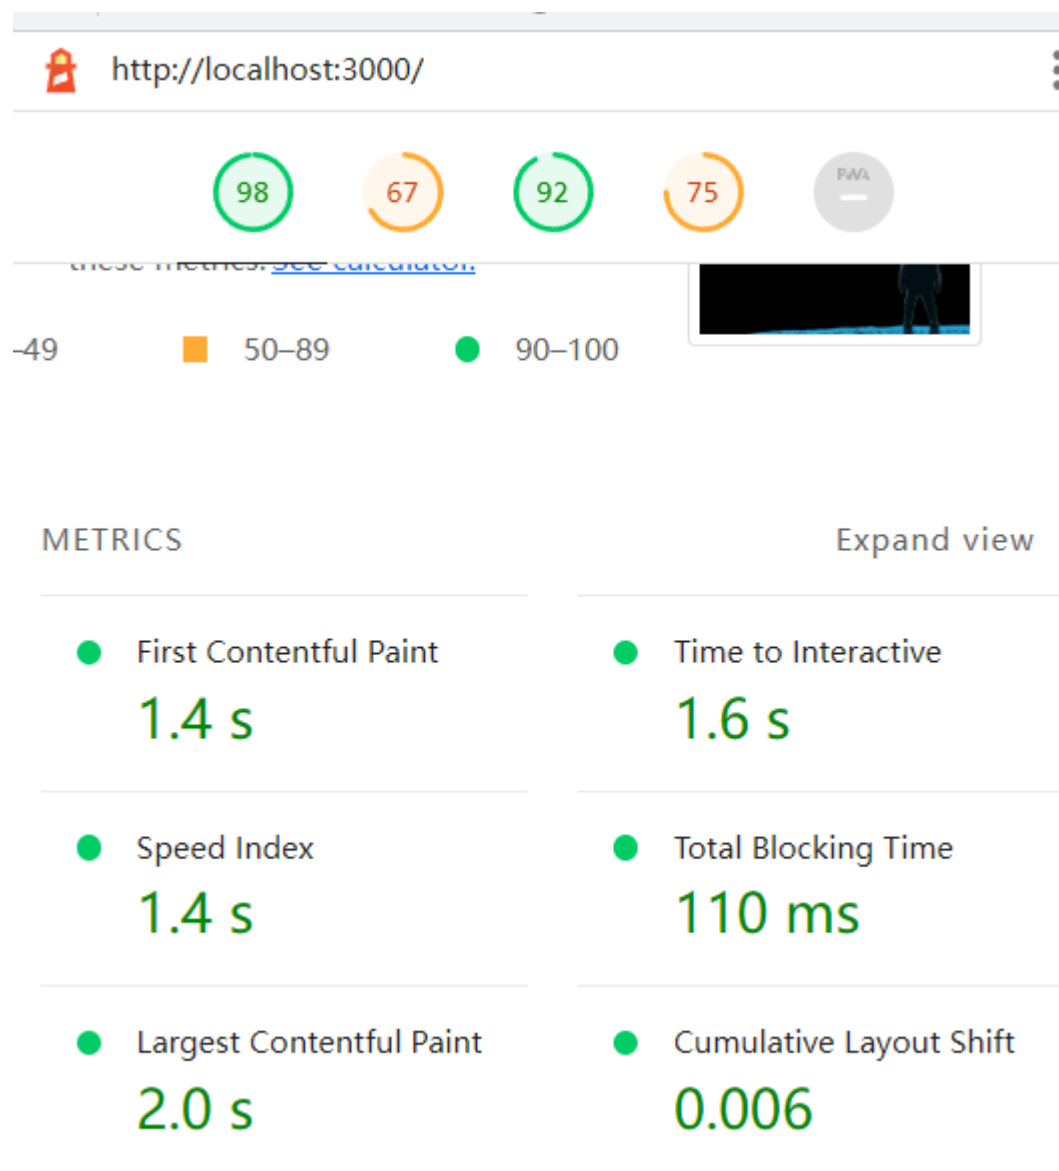 http://localhost:3000/
98 67 92 75 PWA
these metrics. See calculator.
–49 50–89 90–100
METRICS Expand view
First Contentful Paint Time to Interactive
1.4 s 1.6 s
Speed Index Total Blocking Time
1.4 s 110 ms
Largest Contentful Paint Cumulative Layout Shift
2.0 s 0.006